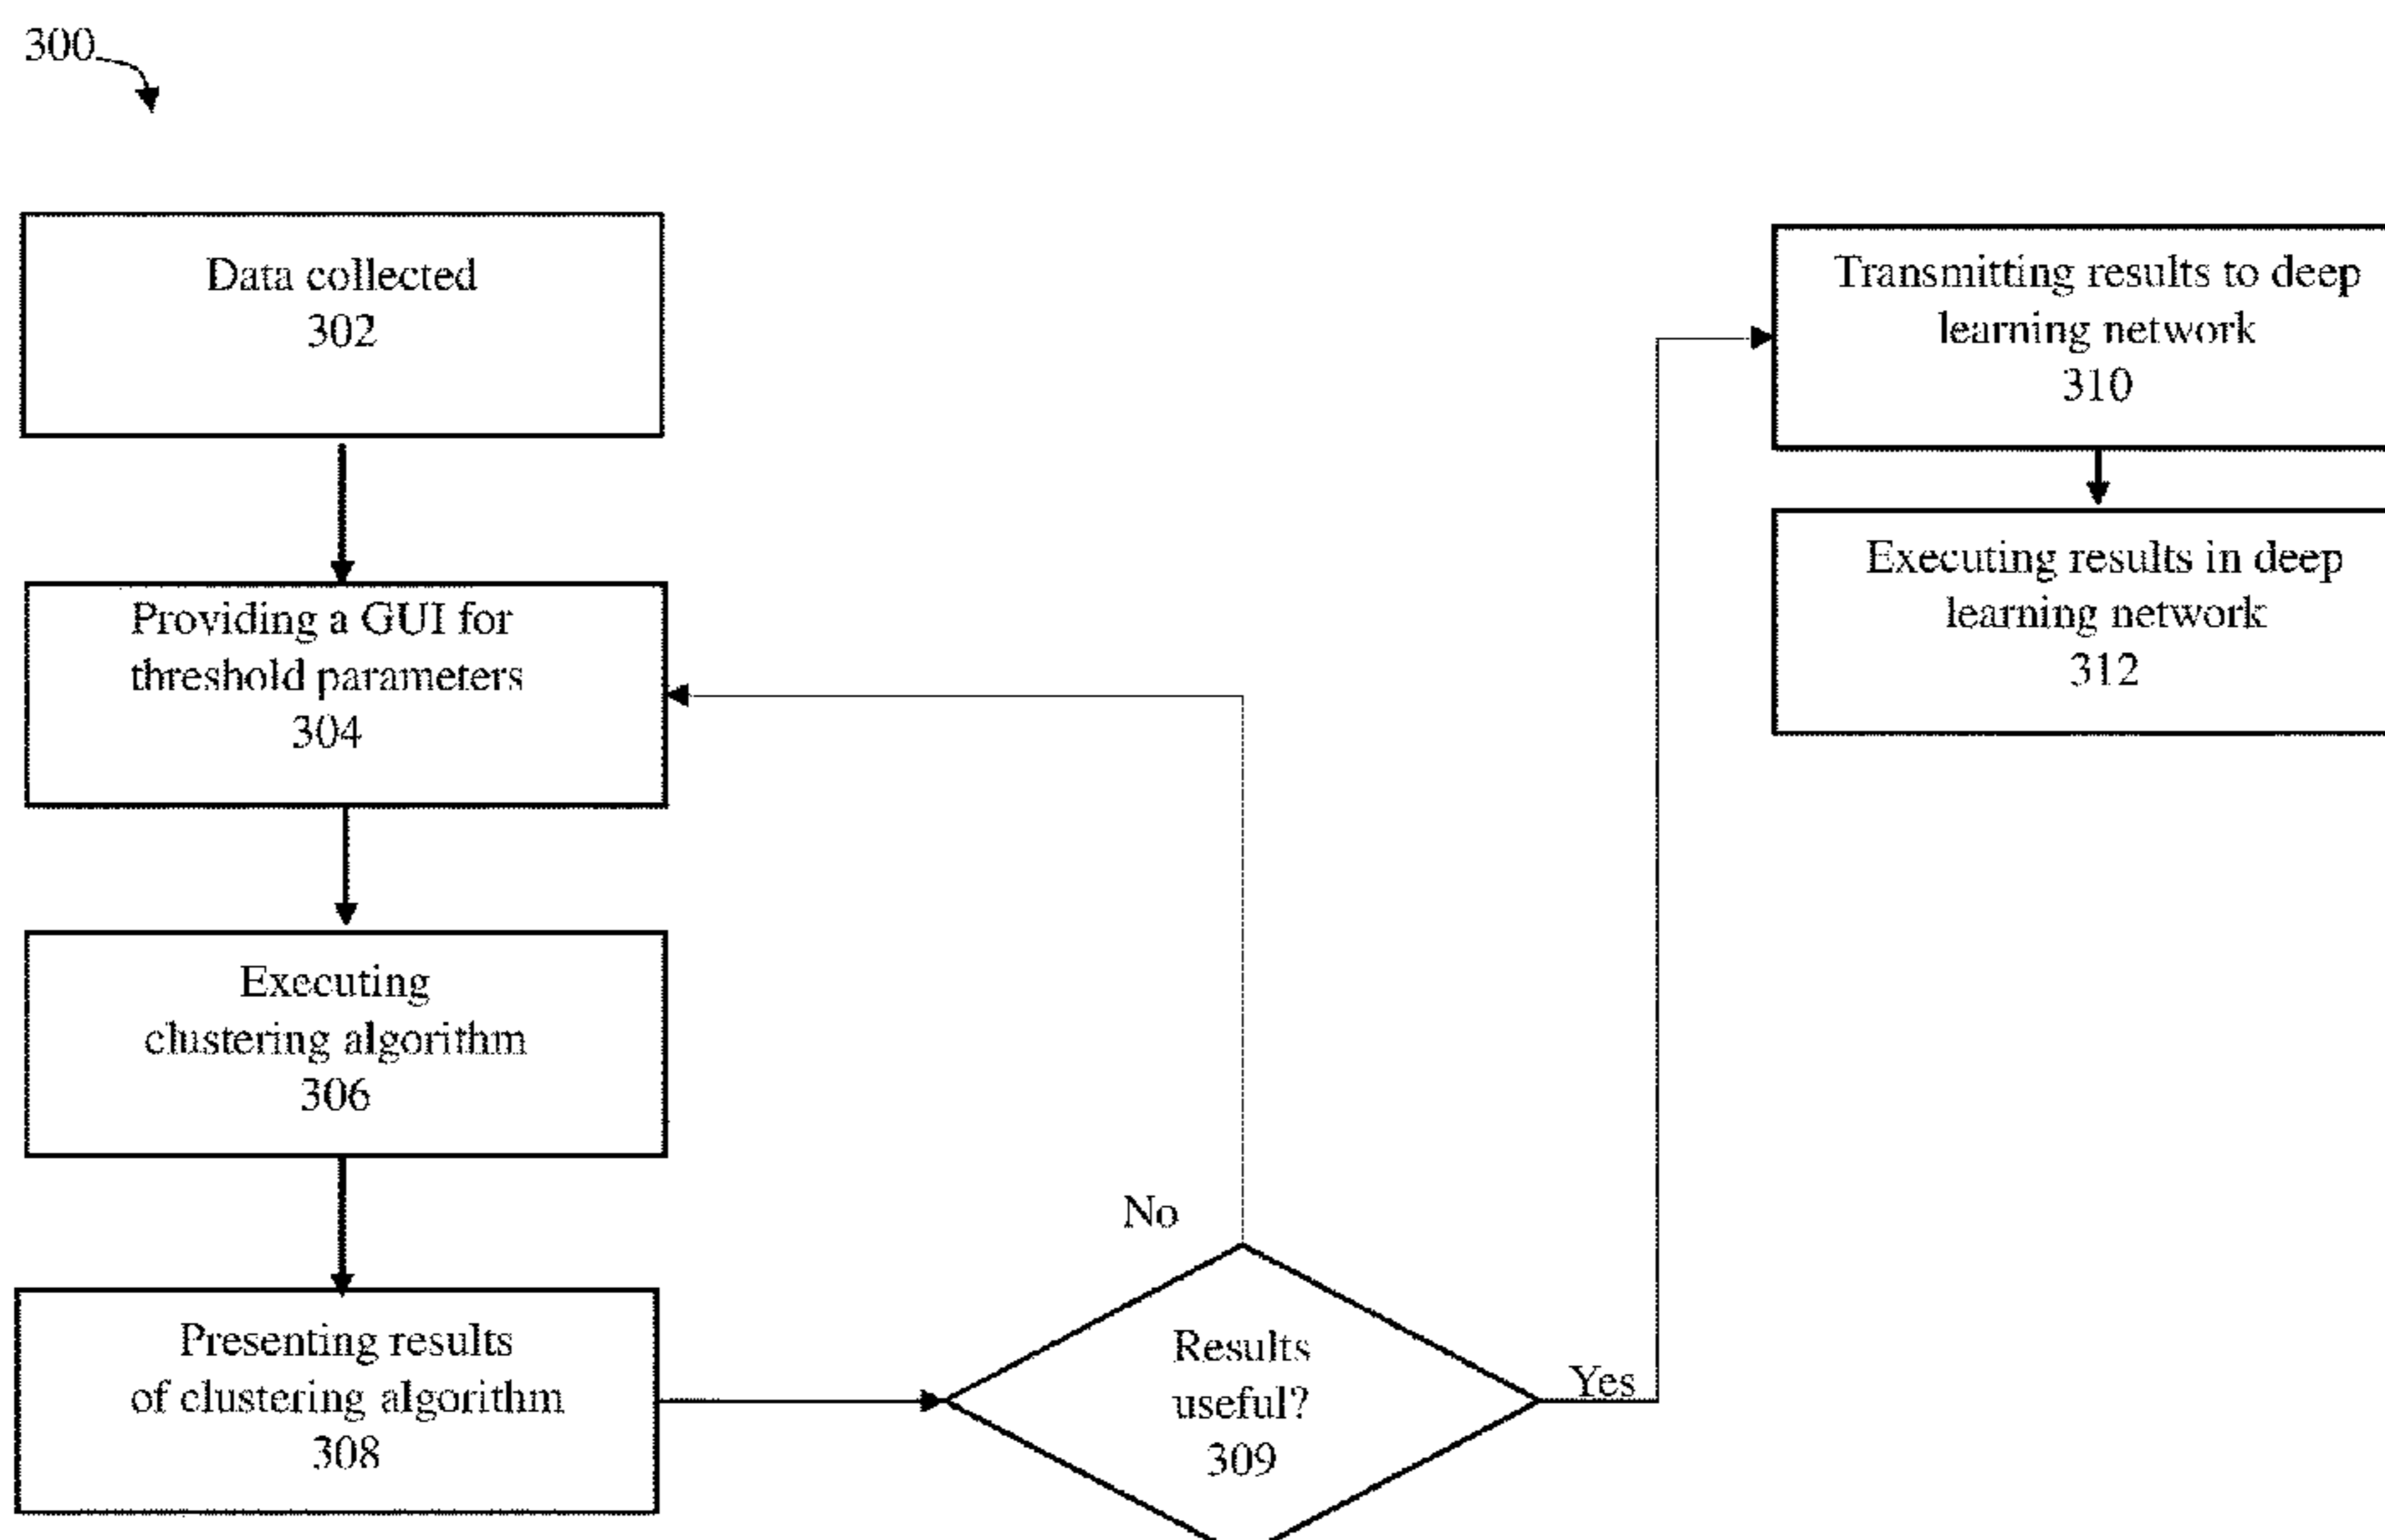 300
Data collected
302
Providing a GUI for
threshold parameters
304
Executing
clustering algorithm
306
Presenting results
of clustering algorithm
308
No
Results
useful?
309
Yes
Transmitting results to deep
learning network
310
Executing results in deep
learning network
312